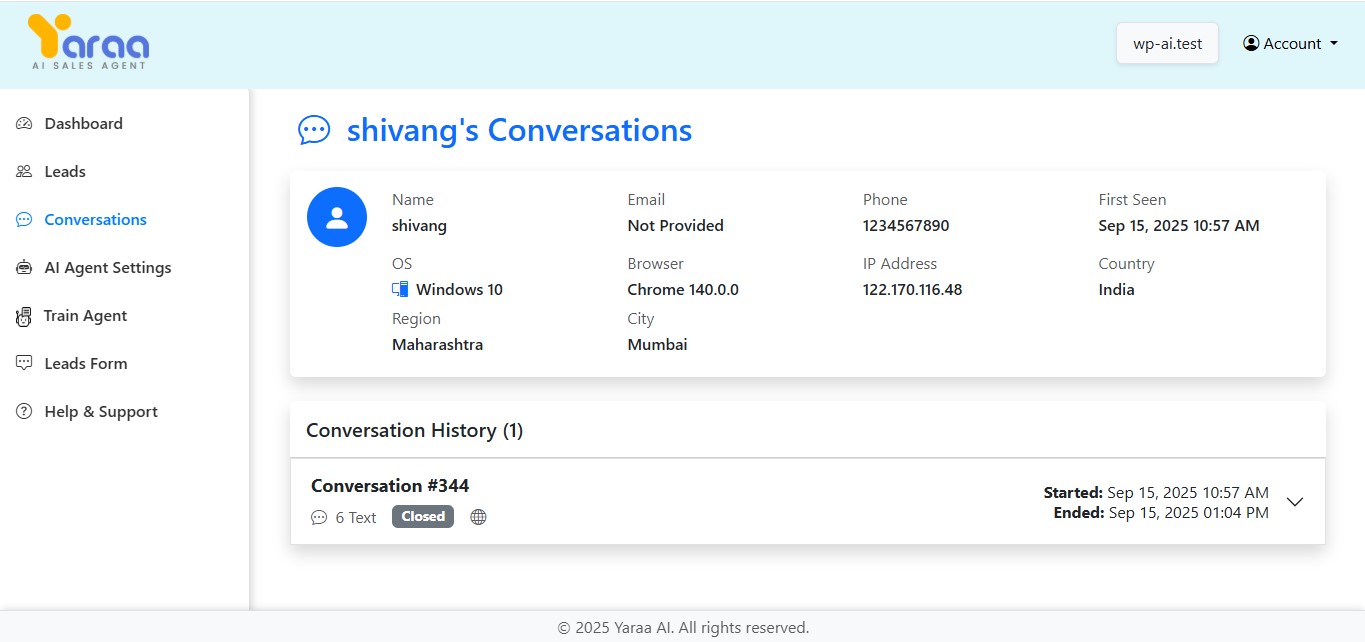 Yaraa
AI SALES AGENT
wp-ai.test
Account
Dashboard
Leads
Conversations
AI Agent Settings
Train Agent
Leads Form
Help & Support
shivang's Conversations
Name
shivang
Email
Not Provided
Phone
1234567890
First Seen
Sep 15, 2025 10:57 AM
OS
Windows 10
Browser
Chrome 140.0.0
IP Address
122.170.116.48
Country
India
Region
Maharashtra
City
Mumbai
Conversation History (1)
Conversation #344
6 Text Closed
Started: Sep 15, 2025 10:57 AM
Ended: Sep 15, 2025 01:04 PM
© 2025 Yaraa AI. All rights reserved.